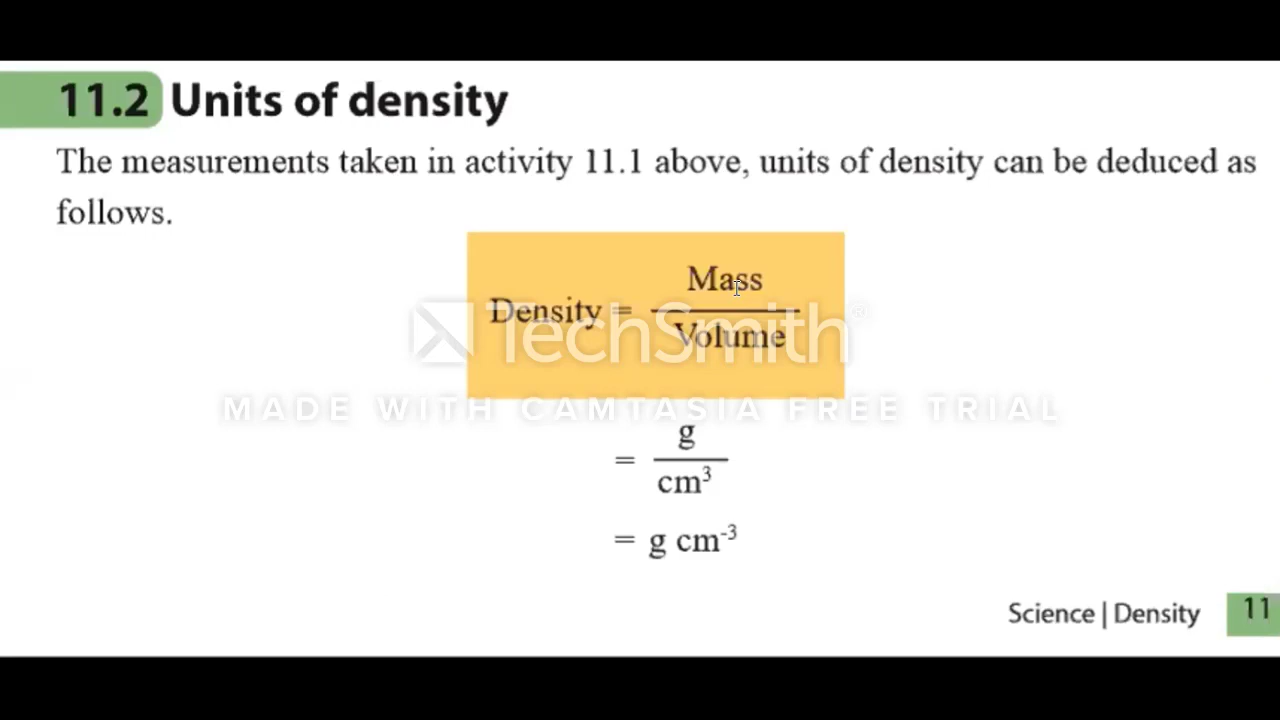 11.2 Units of density
The measurements taken in activity 11.1 above, units of density can be deduced as
follows.
Density = Mass / Volume
TechSmith®
MADE WITH CAMTASIA FREE TRIAL
= g / cm³
= g cm⁻³
Science | Density 11